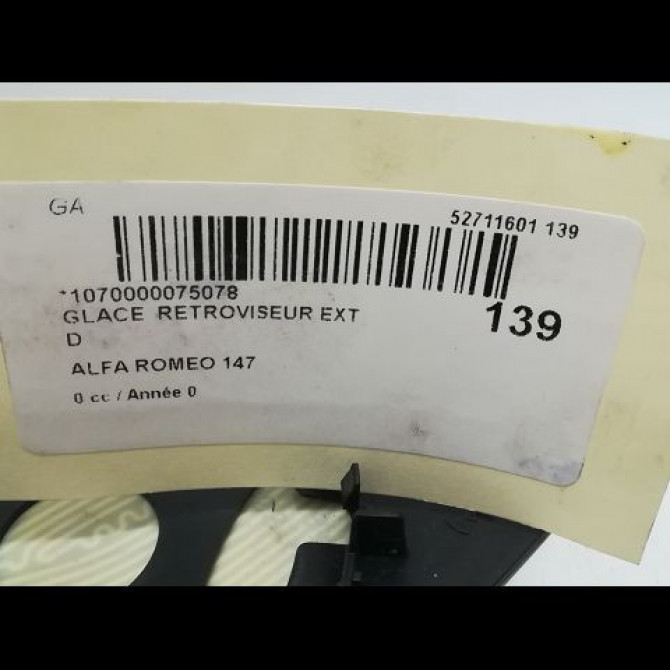 GA
52711601 139
*1070000075078
GLACE RETROVISEUR EXT
139
D
ALFA ROMEO 147
0 cc / Année 0